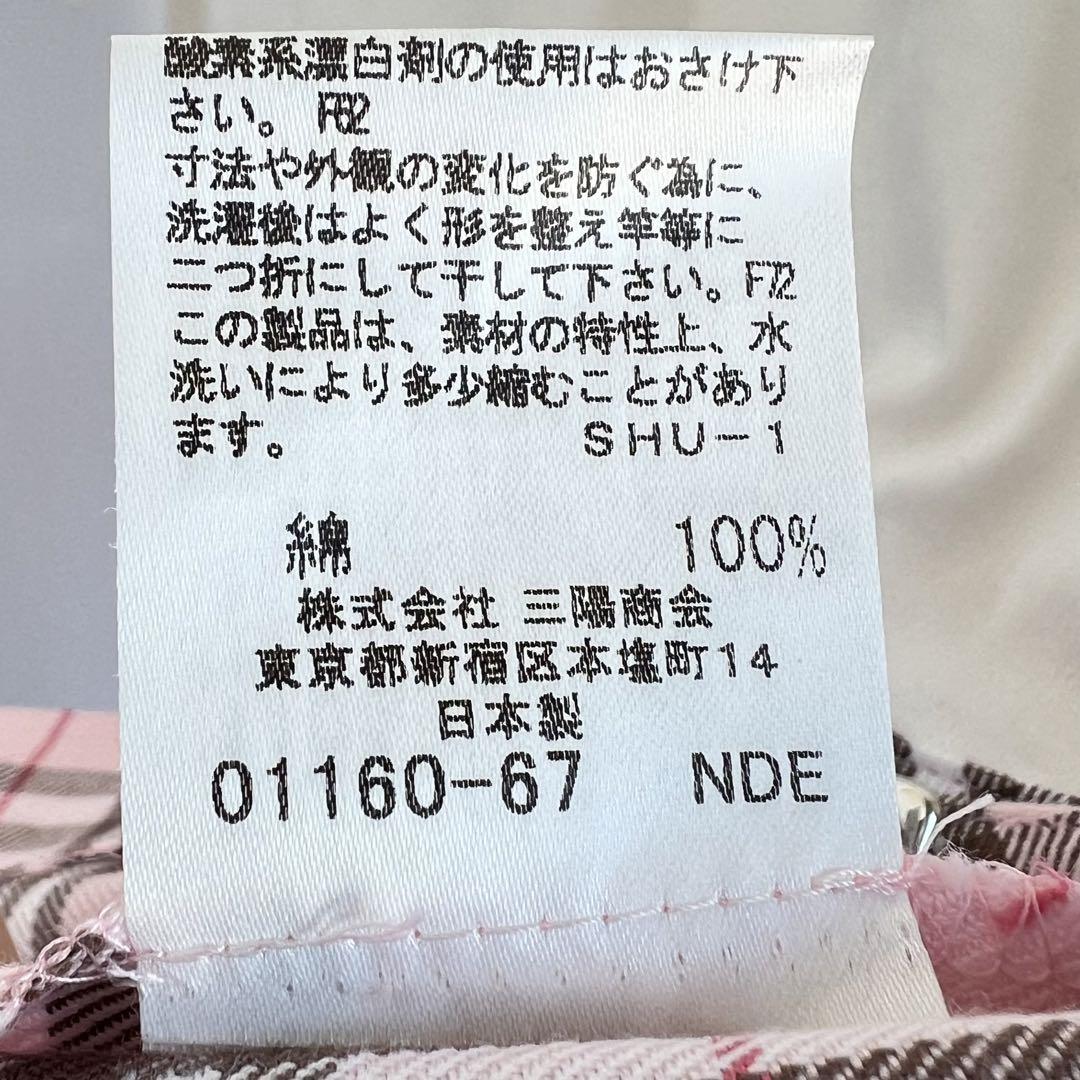 酸素系漂白剤の使用はおさけ下
さい。 F32
寸法や外観の変化を防ぐ為に、
洗濯後はよく形を整え竿等に
二つ折にして干して下さい。F72
この製品は、素材の特性上、水
洗いにより多少縮むことがあり
ます。 SHU-1
綿 100%
株式会社 三陽商会
東京都新宿区本塩町14
日本製
01160-67 NDE